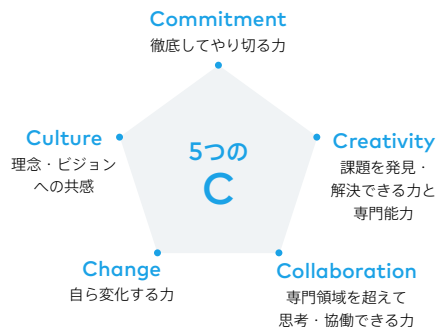 Commitment
徹底してやり切る力
Culture
理念・ビジョン
への共感
5つの
C
Creativity
課題を発見・
解決できる力と
専門能力
Change
自ら変化する力
Collaboration
専門領域を超えて
思考・協働できる力